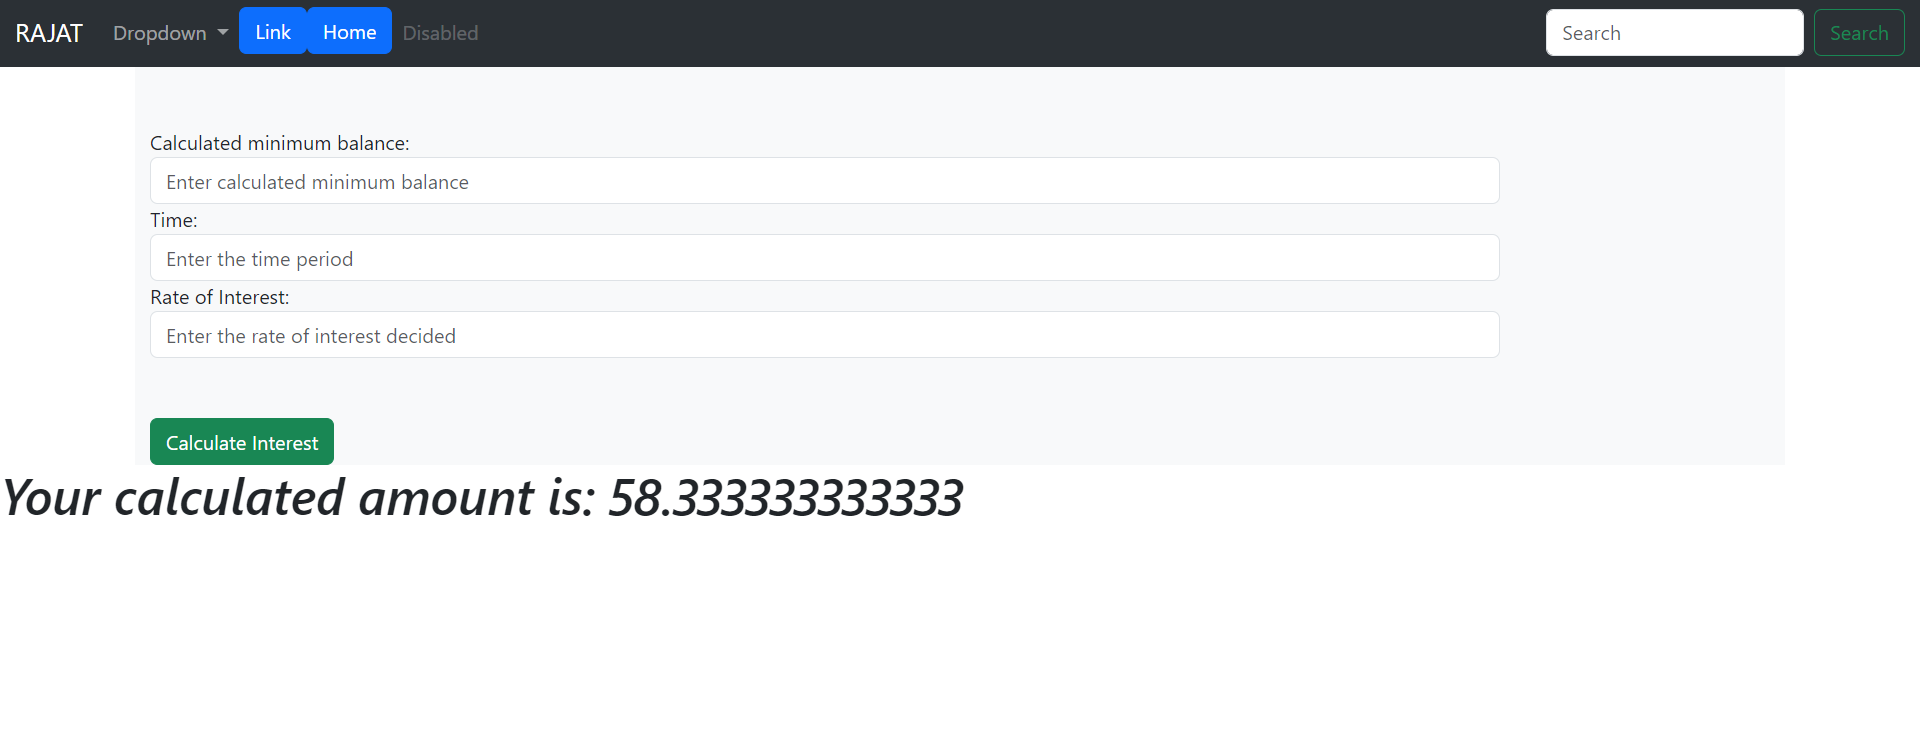 RAJAT Dropdown Link Home Disabled Search Search
Calculated minimum balance:
Enter calculated minimum balance
Time:
Enter the time period
Rate of Interest:
Enter the rate of interest decided
Calculate Interest
Your calculated amount is: 58.333333333333